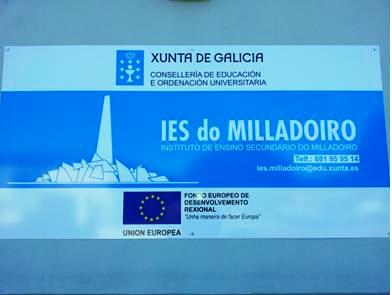 XUNTA DE GALICIA
CONSELLERÍA DE EDUCACIÓN
E ORDENACIÓN UNIVERSITARIA
IES do MILLADOIRO
INSTITUTO DE ENSINO SECUNDÁRIO DO MILLADOIRO
Telf.: 881 95 95 14
ies.milladoiro@edu.xunta.es
FONDO EUROPEO DE
DESENVOLVEMENTO
REXIONAL
"Unha maneira de facer Europa"
UNION EUROPEA